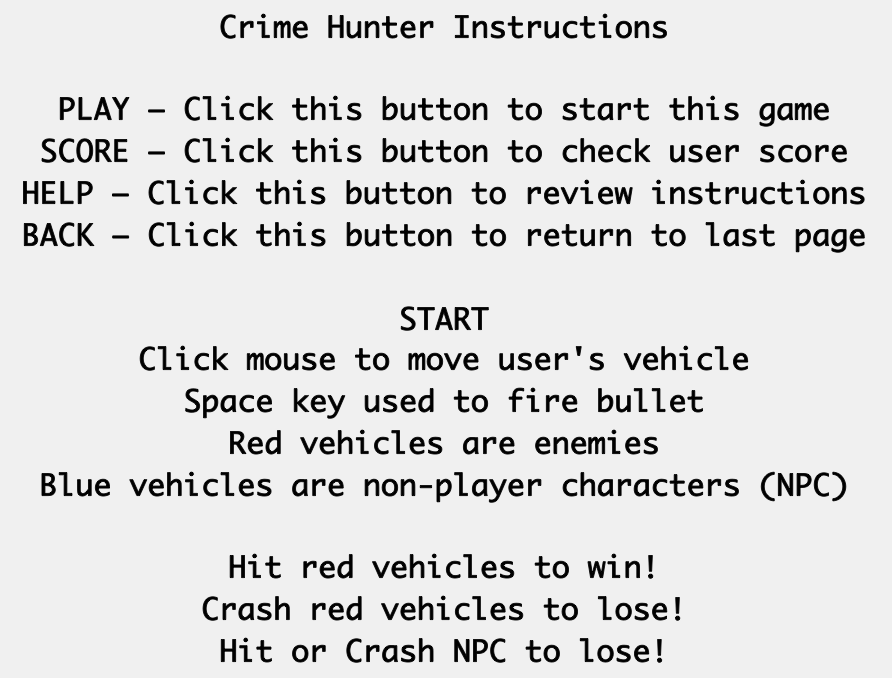 Crime Hunter Instructions
PLAY – Click this button to start this game
SCORE – Click this button to check user score
HELP – Click this button to review instructions
BACK – Click this button to return to last page
START
Click mouse to move user's vehicle
Space key used to fire bullet
Red vehicles are enemies
Blue vehicles are non-player characters (NPC)
Hit red vehicles to win!
Crash red vehicles to lose!
Hit or Crash NPC to lose!